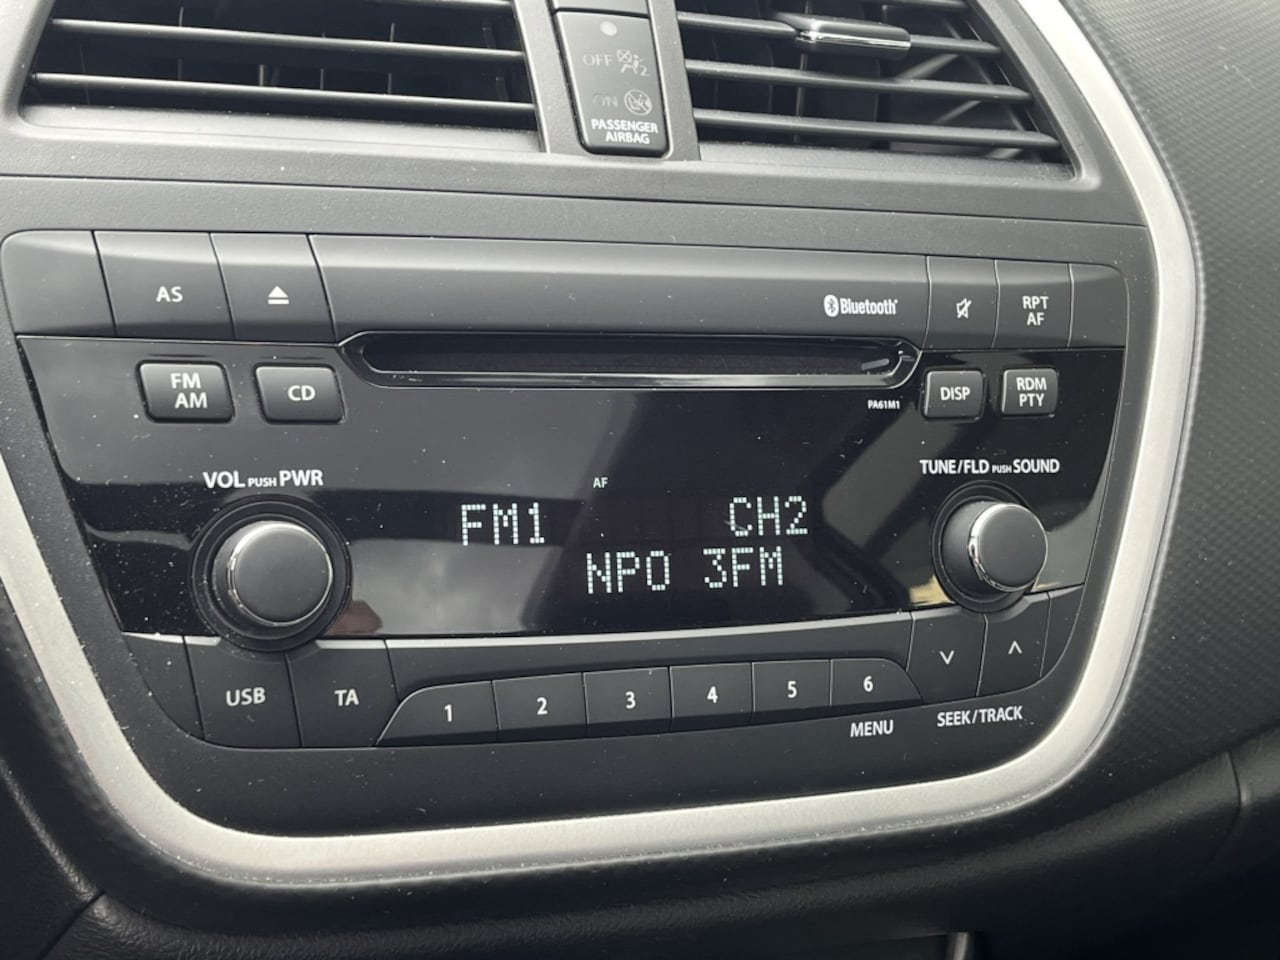 OFF 2
ON
PASSENGER
AIRBAG
AS
Bluetooth
RPT
AF
FM
AM
CD
PA61M1
DISP
RDM
PTY
VOL PUSH PWR
TUNE/FLD PUSH SOUND
AF
FM1 CH2
NPO 3FM
USB
TA
1
2
3
4
5
6
MENU
SEEK/TRACK